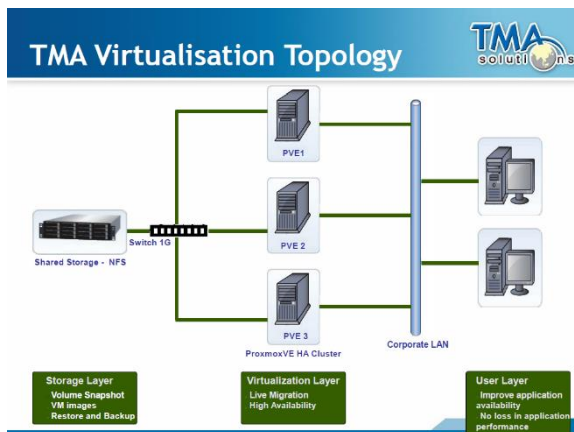 TMA Virtualisation Topology
TMA
solutions
PVE1
PVE 2
PVE 3
Switch 1G
Shared Storage - NFS
ProxmoxVE HA Cluster
Corporate LAN
Storage Layer
Volume Snapshot
VM images
Restore and Backup
Virtualization Layer
Live Migration
High Availability
User Layer
Improve application
availability
No loss in application
performance